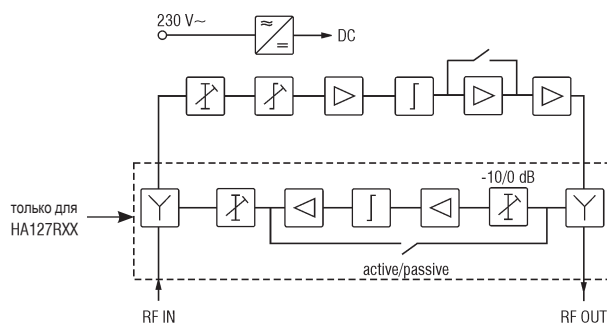 230 V~
DC
-10/0 dB
только для
HA127RXX
active/passive
RF IN
RF OUT